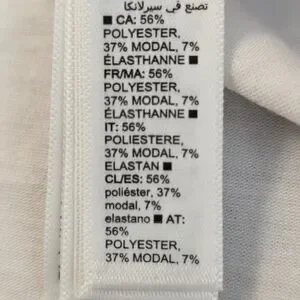 تصنع في سيرلانكا
■ CA: 56%
POLYESTER,
37% MODAL, 7%
ÉLASTHANNE ■
FR/MA: 56%
POLYESTER,
37% MODAL, 7%
ÉLASTHANNE ■
IT: 56%
POLIESTERE,
37% MODAL, 7%
ELASTAN ■
CL/ES: 56%
poliéster, 37%
modal, 7%
elastano ■ AT:
56%
POLYESTER,
37% MODAL, 7%